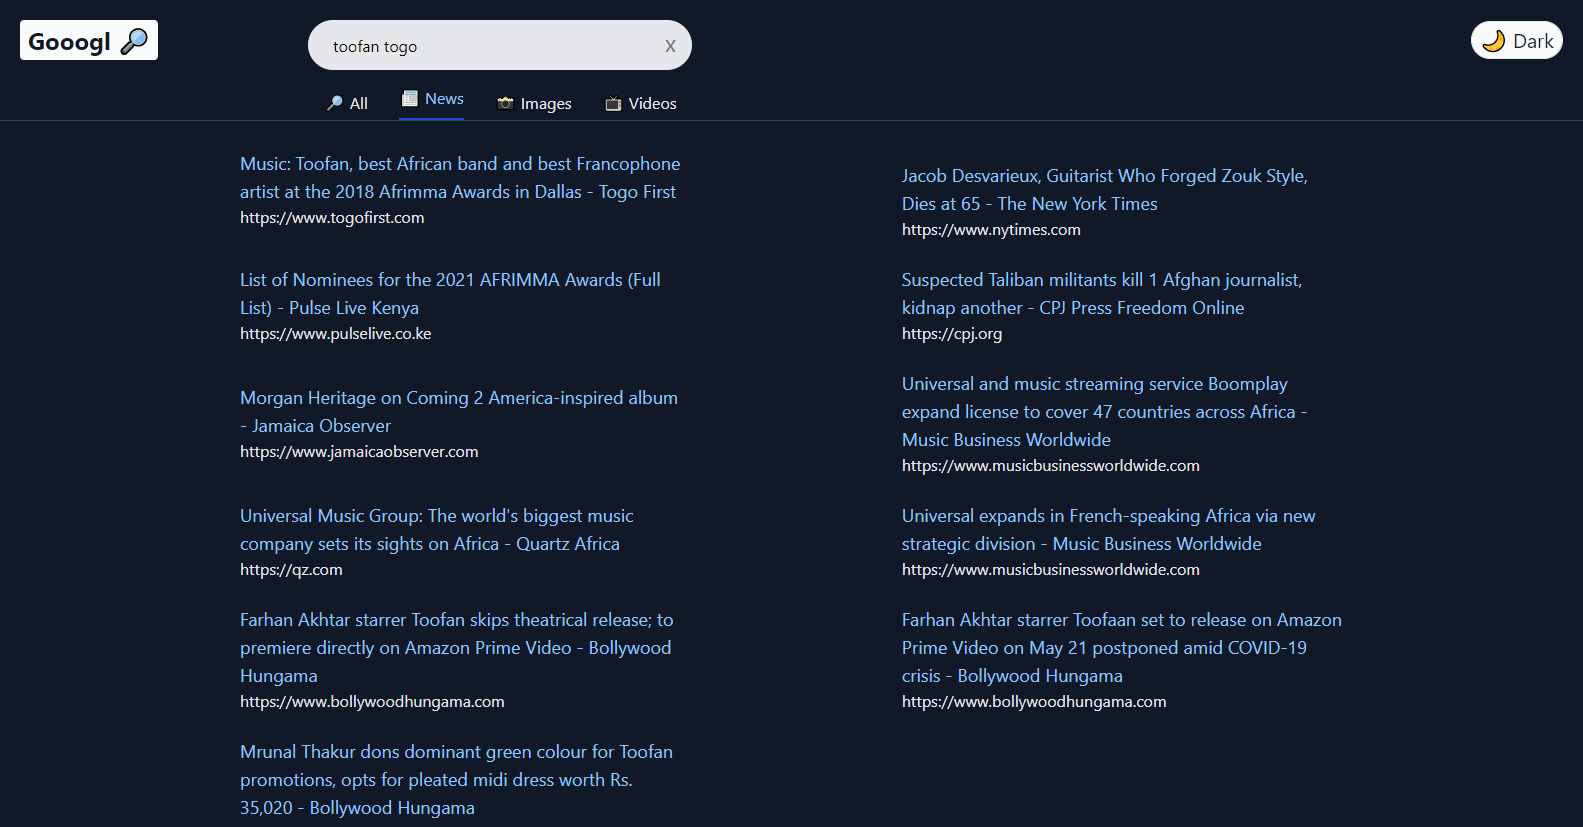 Gooogl
toofan togo
X
Dark
All
News
Images
Videos
Music: Toofan, best African band and best Francophone
artist at the 2018 Afrimma Awards in Dallas - Togo First
https://www.togofirst.com
Jacob Desvarieux, Guitarist Who Forged Zouk Style,
Dies at 65 - The New York Times
https://www.nytimes.com
List of Nominees for the 2021 AFRIMMA Awards (Full
List) - Pulse Live Kenya
https://www.pulselive.co.ke
Suspected Taliban militants kill 1 Afghan journalist,
kidnap another - CPJ Press Freedom Online
https://cpj.org
Morgan Heritage on Coming 2 America-inspired album
- Jamaica Observer
https://www.jamaicaobserver.com
Universal and music streaming service Boomplay
expand license to cover 47 countries across Africa -
Music Business Worldwide
https://www.musicbusinessworldwide.com
Universal Music Group: The world's biggest music
company sets its sights on Africa - Quartz Africa
https://qz.com
Universal expands in French-speaking Africa via new
strategic division - Music Business Worldwide
https://www.musicbusinessworldwide.com
Farhan Akhtar starrer Toofan skips theatrical release; to
premiere directly on Amazon Prime Video - Bollywood
Hungama
https://www.bollywoodhungama.com
Farhan Akhtar starrer Toofaan set to release on Amazon
Prime Video on May 21 postponed amid COVID-19
crisis - Bollywood Hungama
https://www.bollywoodhungama.com
Mrunal Thakur dons dominant green colour for Toofan
promotions, opts for pleated midi dress worth Rs.
35,020 - Bollywood Hungama